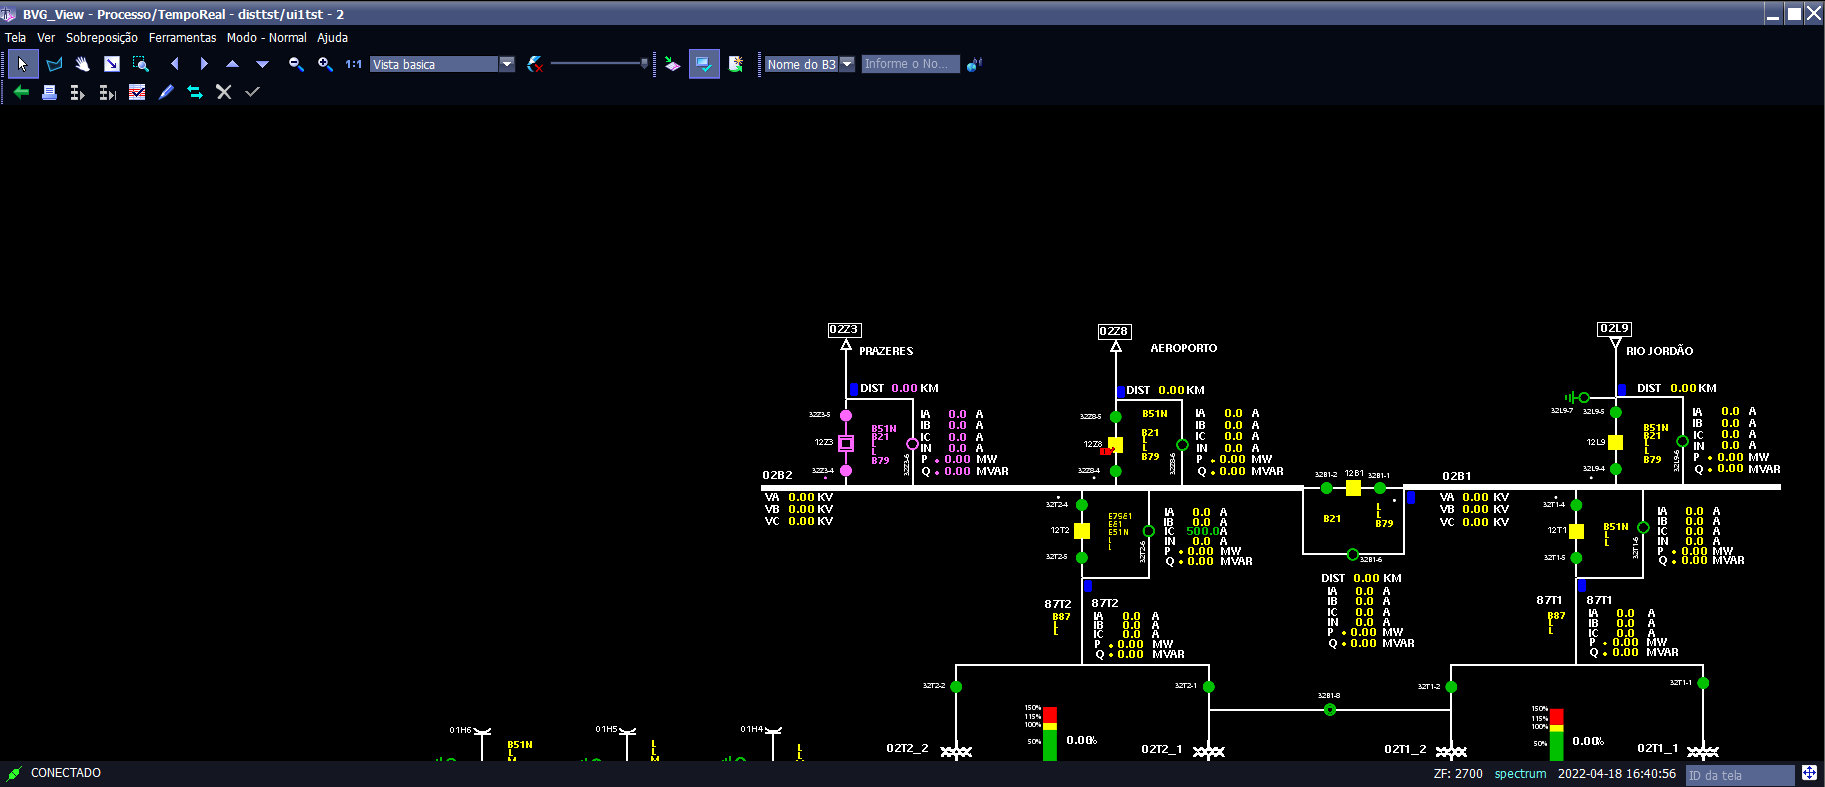 BVG_View - Processo/TempoReal - disttst/ui1tst - 2
Tela Ver Sobreposição Ferramentas Modo - Normal Ajuda
1:1 Vista basica Nome do B3 Informe o No...
02Z3 02Z8 02L9
PRAZERES AEROPORTO RIO JORDÃO
DIST 0.00 KM
32Z3-5
12Z3
32Z3-4
32Z3-6
B51N
B21
L
L
B79
IA 0.0 A
IB 0.0 A
IC 0.0 A
IN 0.0 A
P 0.00 MW
Q 0.00 MVAR
DIST 0.00 KM
32Z8-5
12Z8
32Z8-4
32Z8-6
B51N
B21
L
L
B79
IA 0.0 A
IB 0.0 A
IC 0.0 A
IN 0.0 A
P 0.00 MW
Q 0.00 MVAR
DIST 0.00 KM
32L9-7 32L9-5
12L9
32L9-4
32L9-6
B51N
B21
L
L
B79
IA 0.0 A
IB 0.0 A
IC 0.0 A
IN 0.0 A
P 0.00 MW
Q 0.00 MVAR
02B2
VA 0.00 KV
VB 0.00 KV
VC 0.00 KV
32T2-4
12T2
32T2-5
32T2-6
E51N
L
L
IA 0.0 A
IB 0.0 A
IC 500.0 A
IN 0.0 A
P 0.00 MW
Q 0.00 MVAR
32B1-2 12B1 32B1-1
B21
L
L
B79
32B1-6
DIST 0.00 KM
IA 0.0 A
IB 0.0 A
IC 0.0 A
IN 0.0 A
P 0.00 MW
Q 0.00 MVAR
02B1
VA 0.00 KV
VB 0.00 KV
VC 0.00 KV
32T1-4
12T1
32T1-5
32T1-6
B51N
L
L
IA 0.0 A
IB 0.0 A
IC 0.0 A
IN 0.0 A
P 0.00 MW
Q 0.00 MVAR
87T2 87T2
B87
L
L
IA 0.0 A
IB 0.0 A
IC 0.0 A
P 0.00 MW
Q 0.00 MVAR
87T1 87T1
B87
L
L
IA 0.0 A
IB 0.0 A
IC 0.0 A
P 0.00 MW
Q 0.00 MVAR
32T2-2 32T2-1 32B1-8 32T1-2 32T1-1
150%
115%
100%
50%
0.00%
150%
115%
100%
50%
0.00%
01H6 01H5 01H4
B51N
L
L
L
L
L
02T2_2 02T2_1 02T1_2 02T1_1
CONECTADO ZF: 2700 spectrum 2022-04-18 16:40:56 ID da tela